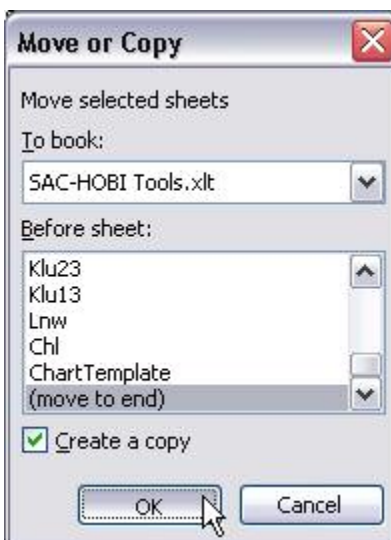 Move or Copy
Move selected sheets
To book:
SAC-HOBI Tools.xlt
Before sheet:
Klu23
Klu13
Lnw
Chl
ChartTemplate
(move to end)
Create a copy
OK Cancel